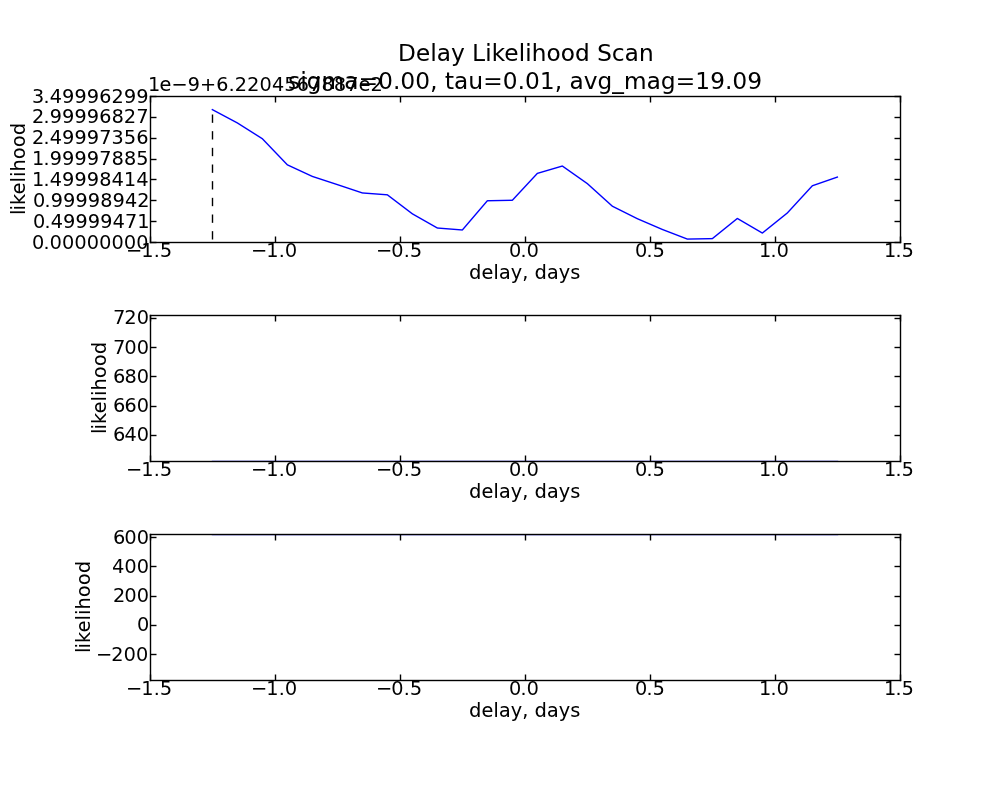 Delay Likelihood Scan
sigma=0.00, tau=0.01, avg_mag=19.09
3.49996299
2.99996827
2.49997356
1.99997885
1.49998414
0.99998942
0.49999471
0.00000000
likelihood
−1.5 −1.0 −0.5 0.0 0.5 1.0 1.5
delay, days
720
700
680
660
640
likelihood
−1.5 −1.0 −0.5 0.0 0.5 1.0 1.5
delay, days
600
400
200
0
−200
likelihood
−1.5 −1.0 −0.5 0.0 0.5 1.0 1.5
delay, days